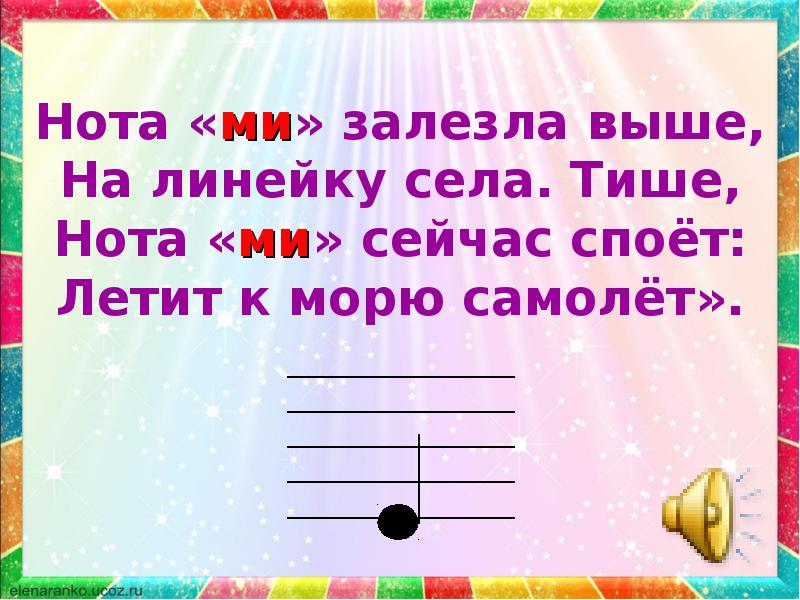 Нота «ми» залезла выше,
На линейку села. Тише,
Нота «ми» сейчас споёт:
Летит к морю самолёт».
elenaranko.ucoz.ru